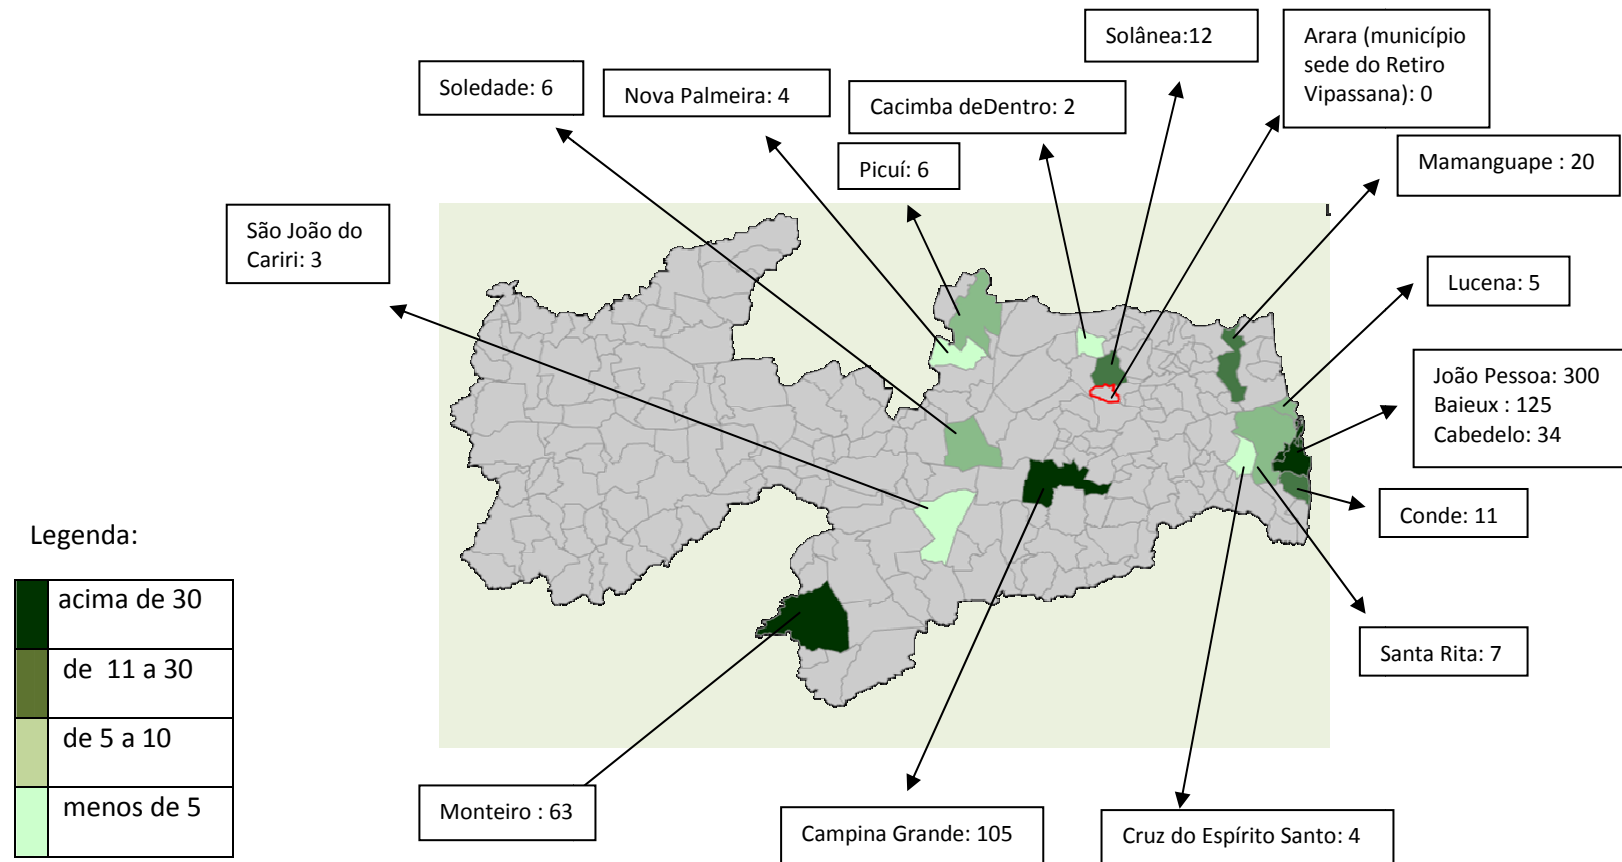 Solânea:12
Arara (município
sede do Retiro
Vipassana): 0
Soledade: 6
Nova Palmeira: 4
Cacimba deDentro: 2
Picuí: 6
Mamanguape : 20
São João do
Cariri: 3
Lucena: 5
João Pessoa: 300
Baieux : 125
Cabedelo: 34
Conde: 11
Santa Rita: 7
Legenda:
acima de 30
de 11 a 30
de 5 a 10
menos de 5
Monteiro : 63
Campina Grande: 105
Cruz do Espírito Santo: 4